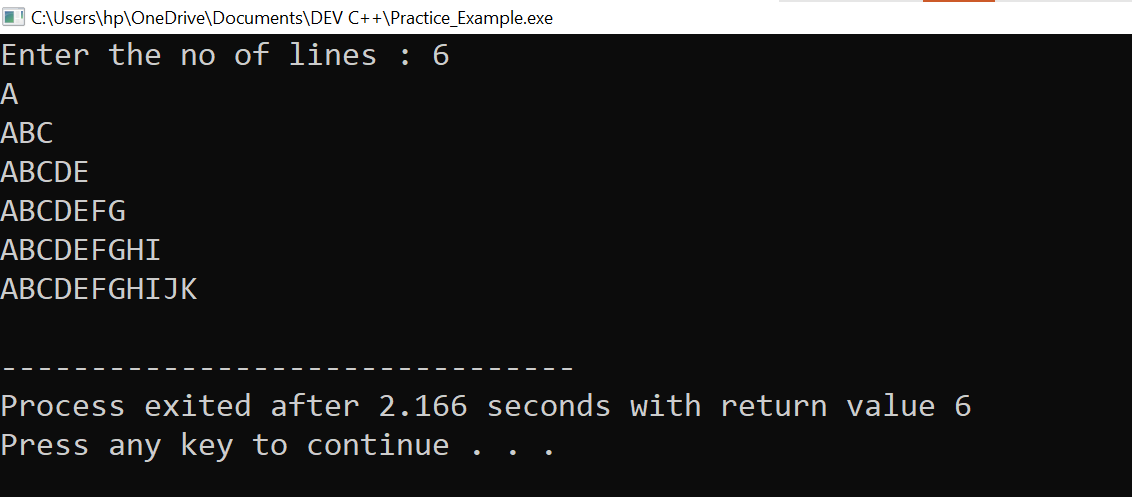 C:\Users\hp\OneDrive\Documents\DEV C++\Practice_Example.exe
Enter the no of lines : 6
A
ABC
ABCDE
ABCDEFG
ABCDEFGHI
ABCDEFGHIJK
--------------------------------
Process exited after 2.166 seconds with return value 6
Press any key to continue . . .